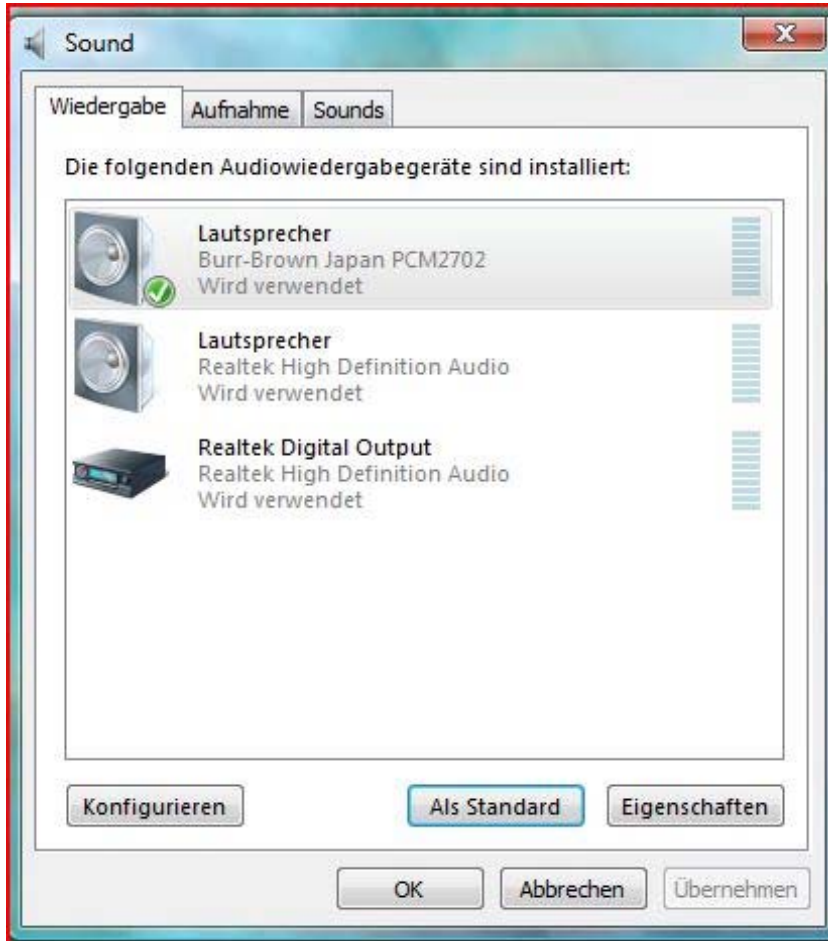 Sound
Wiedergabe Aufnahme Sounds
Die folgenden Audiowiedergabegeräte sind installiert:
Lautsprecher
Burr-Brown Japan PCM2702
Wird verwendet
Lautsprecher
Realtek High Definition Audio
Wird verwendet
Realtek Digital Output
Realtek High Definition Audio
Wird verwendet
Konfigurieren Als Standard Eigenschaften
OK Abbrechen Übernehmen